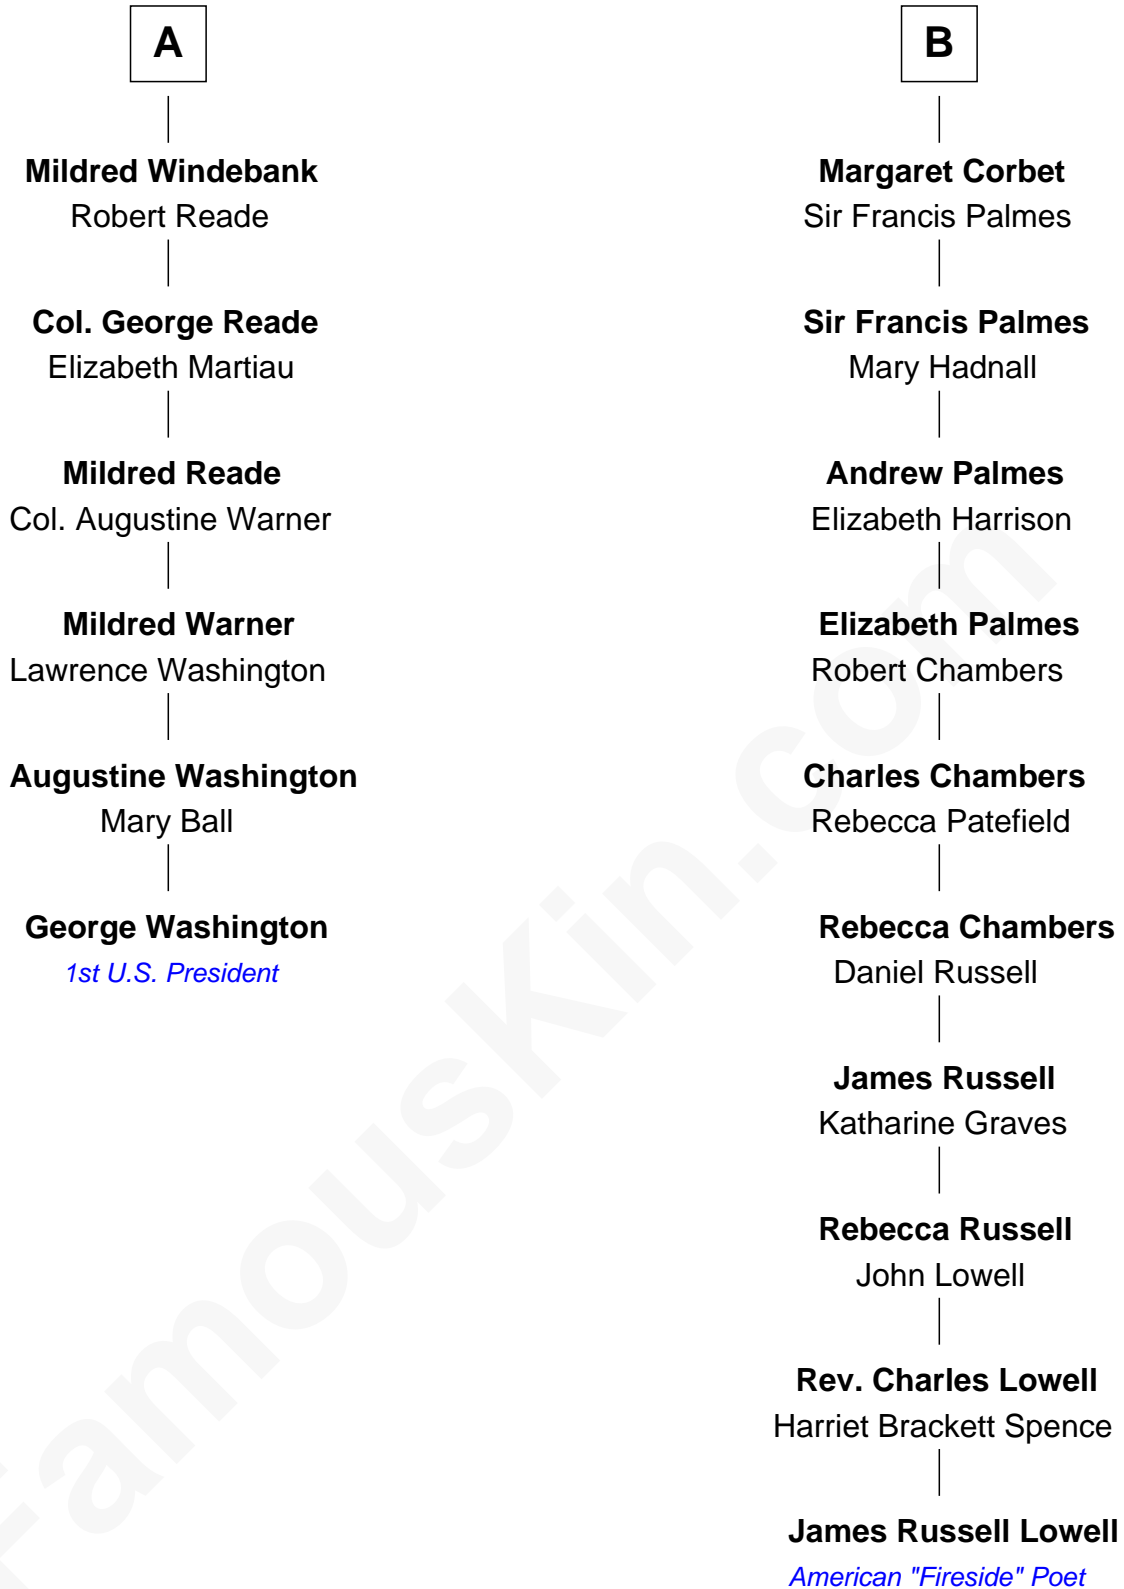 A
Mildred Windebank
Robert Reade
Col. George Reade
Elizabeth Martiau
Mildred Reade
Col. Augustine Warner
Mildred Warner
Lawrence Washington
Augustine Washington
Mary Ball
George Washington
1st U.S. President
B
Margaret Corbet
Sir Francis Palmes
Sir Francis Palmes
Mary Hadnall
Andrew Palmes
Elizabeth Harrison
Elizabeth Palmes
Robert Chambers
Charles Chambers
Rebecca Patefield
Rebecca Chambers
Daniel Russell
James Russell
Katharine Graves
Rebecca Russell
John Lowell
Rev. Charles Lowell
Harriet Brackett Spence
James Russell Lowell
American "Fireside" Poet
FamousKin.com